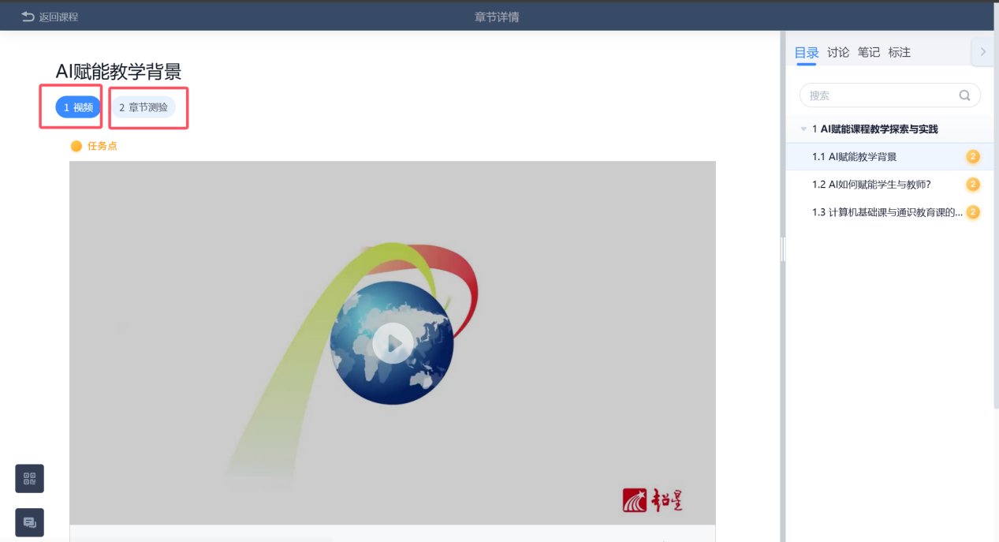 返回课程
章节详情
AI赋能教学背景
1 视频
2 章节测验
任务点
超星
目录 讨论 笔记 标注
搜索
1 AI赋能课程教学探索与实践
1.1 AI赋能教学背景 2
1.2 AI如何赋能学生与教师? 2
1.3 计算机基础课与通识教育课的... 2